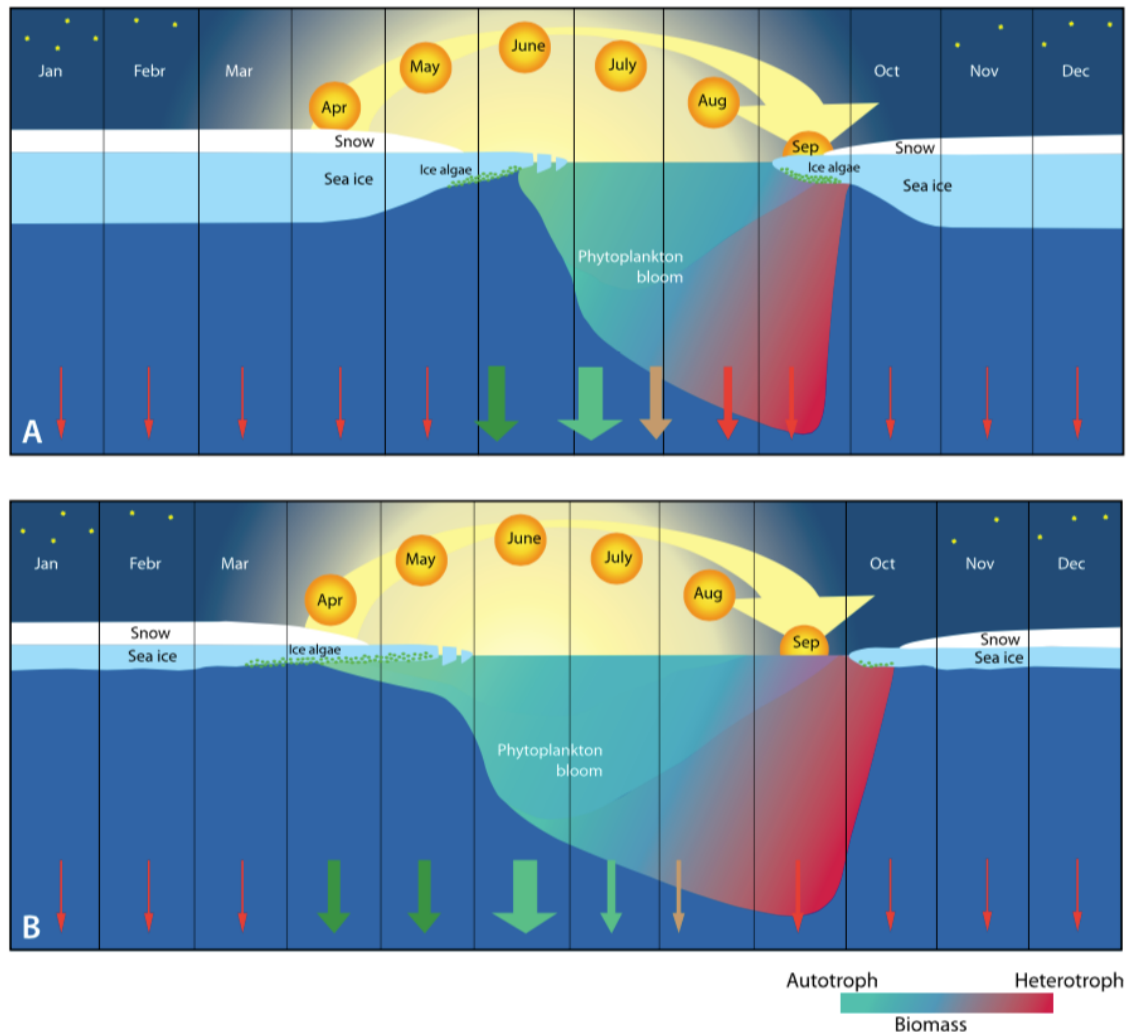 Jan
Febr
Mar
Apr
May
June
July
Aug
Sep
Oct
Nov
Dec
Snow
Sea ice
Ice algae
Phytoplankton
bloom
Ice algae
Snow
Sea ice
A
Jan
Febr
Mar
Apr
May
June
July
Aug
Sep
Oct
Nov
Dec
Snow
Sea ice
Ice algae
Phytoplankton
bloom
Snow
Sea ice
B
Autotroph
Heterotroph
Biomass